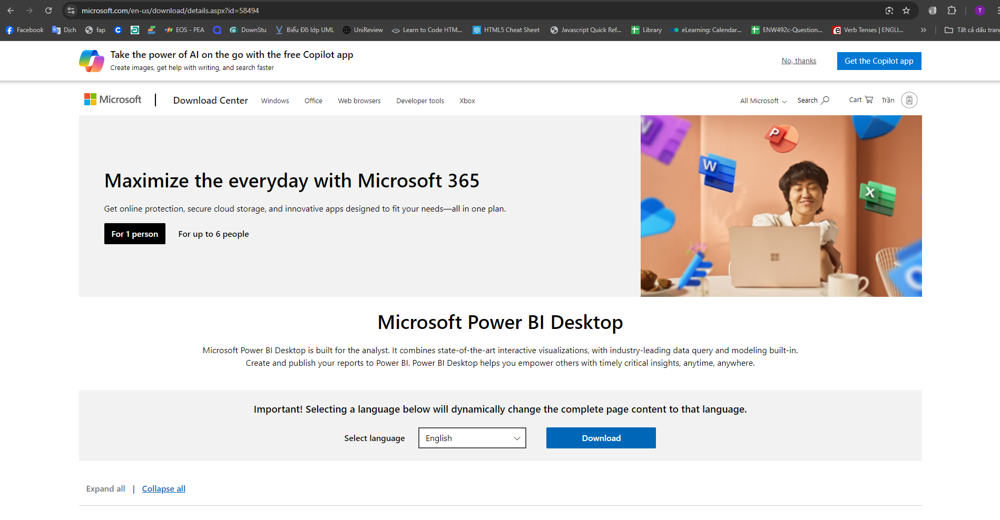 microsoft.com/en-us/download/details.aspx?id=58494
T
Facebook Dịch fap EOS - PEA DownStu Biểu Đồ lớp UML UniReview Learn to Code HTM... HTML5 Cheat Sheet Javascript Quick Ref... Library eLearning: Calendar... ENW492c-Question... Verb Tenses | ENGLI... » Tất cả dấu trang
Take the power of AI on the go with the free Copilot app
Create images, get help with writing, and search faster
No, thanks
Get the Copilot app
Microsoft
Download Center Windows Office Web browsers Developer tools Xbox
All Microsoft Search Cart Trần
Maximize the everyday with Microsoft 365
Get online protection, secure cloud storage, and innovative apps designed to fit your needs—all in one plan.
For 1 person For up to 6 people
W
P
W
X
Microsoft Power BI Desktop
Microsoft Power BI Desktop is built for the analyst. It combines state-of-the-art interactive visualizations, with industry-leading data query and modeling built-in.
Create and publish your reports to Power BI. Power BI Desktop helps you empower others with timely critical insights, anytime, anywhere.
Important! Selecting a language below will dynamically change the complete page content to that language.
Select language English Download
Expand all | Collapse all